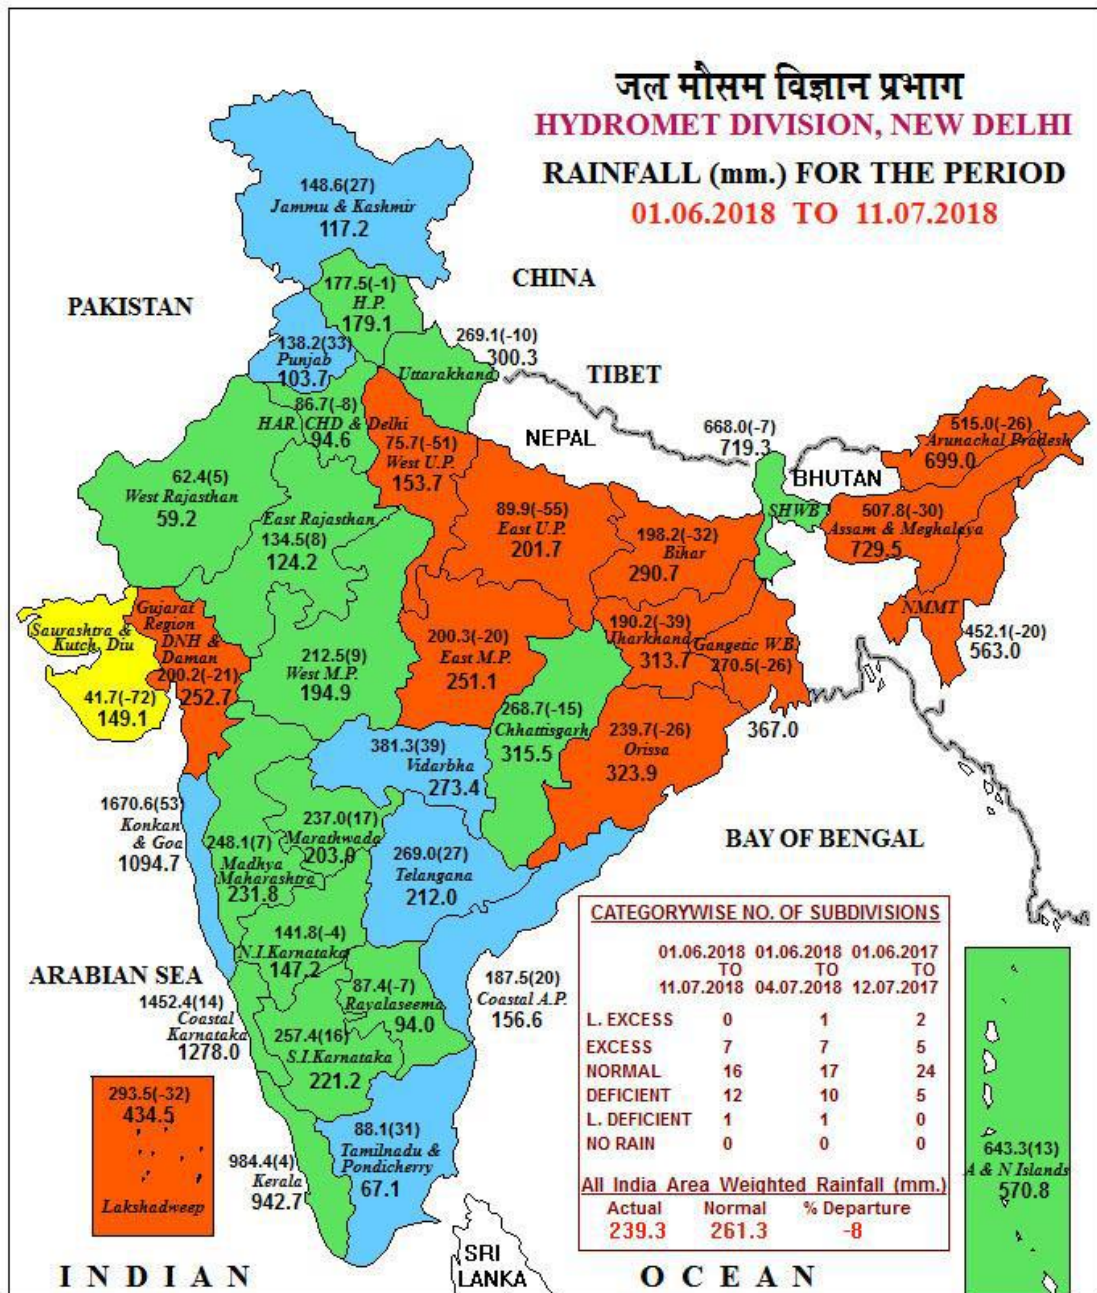 जल मौसम विज्ञान प्रभाग
HYDROMET DIVISION, NEW DELHI
RAINFALL (mm.) FOR THE PERIOD
01.06.2018 TO 11.07.2018
148.6(27)
Jammu & Kashmir
117.2
CHINA
177.5(-1)
H.P.
179.1
PAKISTAN
138.2(33)
Punjab
103.7
269.1(-10)
300.3
Uttarakhand
TIBET
86.7(-8)
HAR. CHD & Delhi
94.6
75.7(-51)
West U.P.
153.7
NEPAL
668.0(-7)
719.3
SHWB
BHUTAN
515.0(-26)
Arunachal Pradesh
699.0
62.4(5)
West Rajasthan
59.2
East Rajasthan
134.5(8)
124.2
89.9(-55)
East U.P.
201.7
198.2(-32)
Bihar
290.7
507.8(-30)
Assam & Meghalaya
729.5
NMMT
452.1(-20)
563.0
Saurashtra &
Kutch, Diu
41.7(-72)
149.1
Gujarat
Region
DNH &
Daman
200.2(-21)
252.7
212.5(9)
West M.P.
194.9
200.3(-20)
East M.P.
251.1
190.2(-39)
Jharkhand
313.7
Gangetic W.B.
270.5(-26)
367.0
268.7(-15)
Chhattisgarh
315.5
239.7(-26)
Orissa
323.9
381.3(39)
Vidarbha
273.4
1670.6(53)
Konkan
& Goa
1094.7
237.0(17)
Marathwada
203.0
248.1(7)
Madhya
Maharashtra
231.8
269.0(27)
Telangana
212.0
BAY OF BENGAL
141.8(-4)
N.I.Karnataka
147.2
ARABIAN SEA
1452.4(14)
Coastal
Karnataka
1278.0
87.4(-7)
Rayalaseema
94.0
187.5(20)
Coastal A.P.
156.6
257.4(16)
S.I.Karnataka
221.2
293.5(-32)
434.5
Lakshadweep
984.4(4)
Kerala
942.7
88.1(31)
Tamilnadu &
Pondicherry
67.1
CATEGORYWISE NO. OF SUBDIVISIONS
01.06.2018 01.06.2018 01.06.2017
TO TO TO
11.07.2018 04.07.2018 12.07.2017
L. EXCESS 0 1 2
EXCESS 7 7 5
NORMAL 16 17 24
DEFICIENT 12 10 5
L. DEFICIENT 1 1 0
NO RAIN 0 0 0
All India Area Weighted Rainfall (mm.)
Actual Normal % Departure
239.3 261.3 -8
643.3(13)
A & N Islands
570.8
SRI
LANKA
INDIAN OCEAN